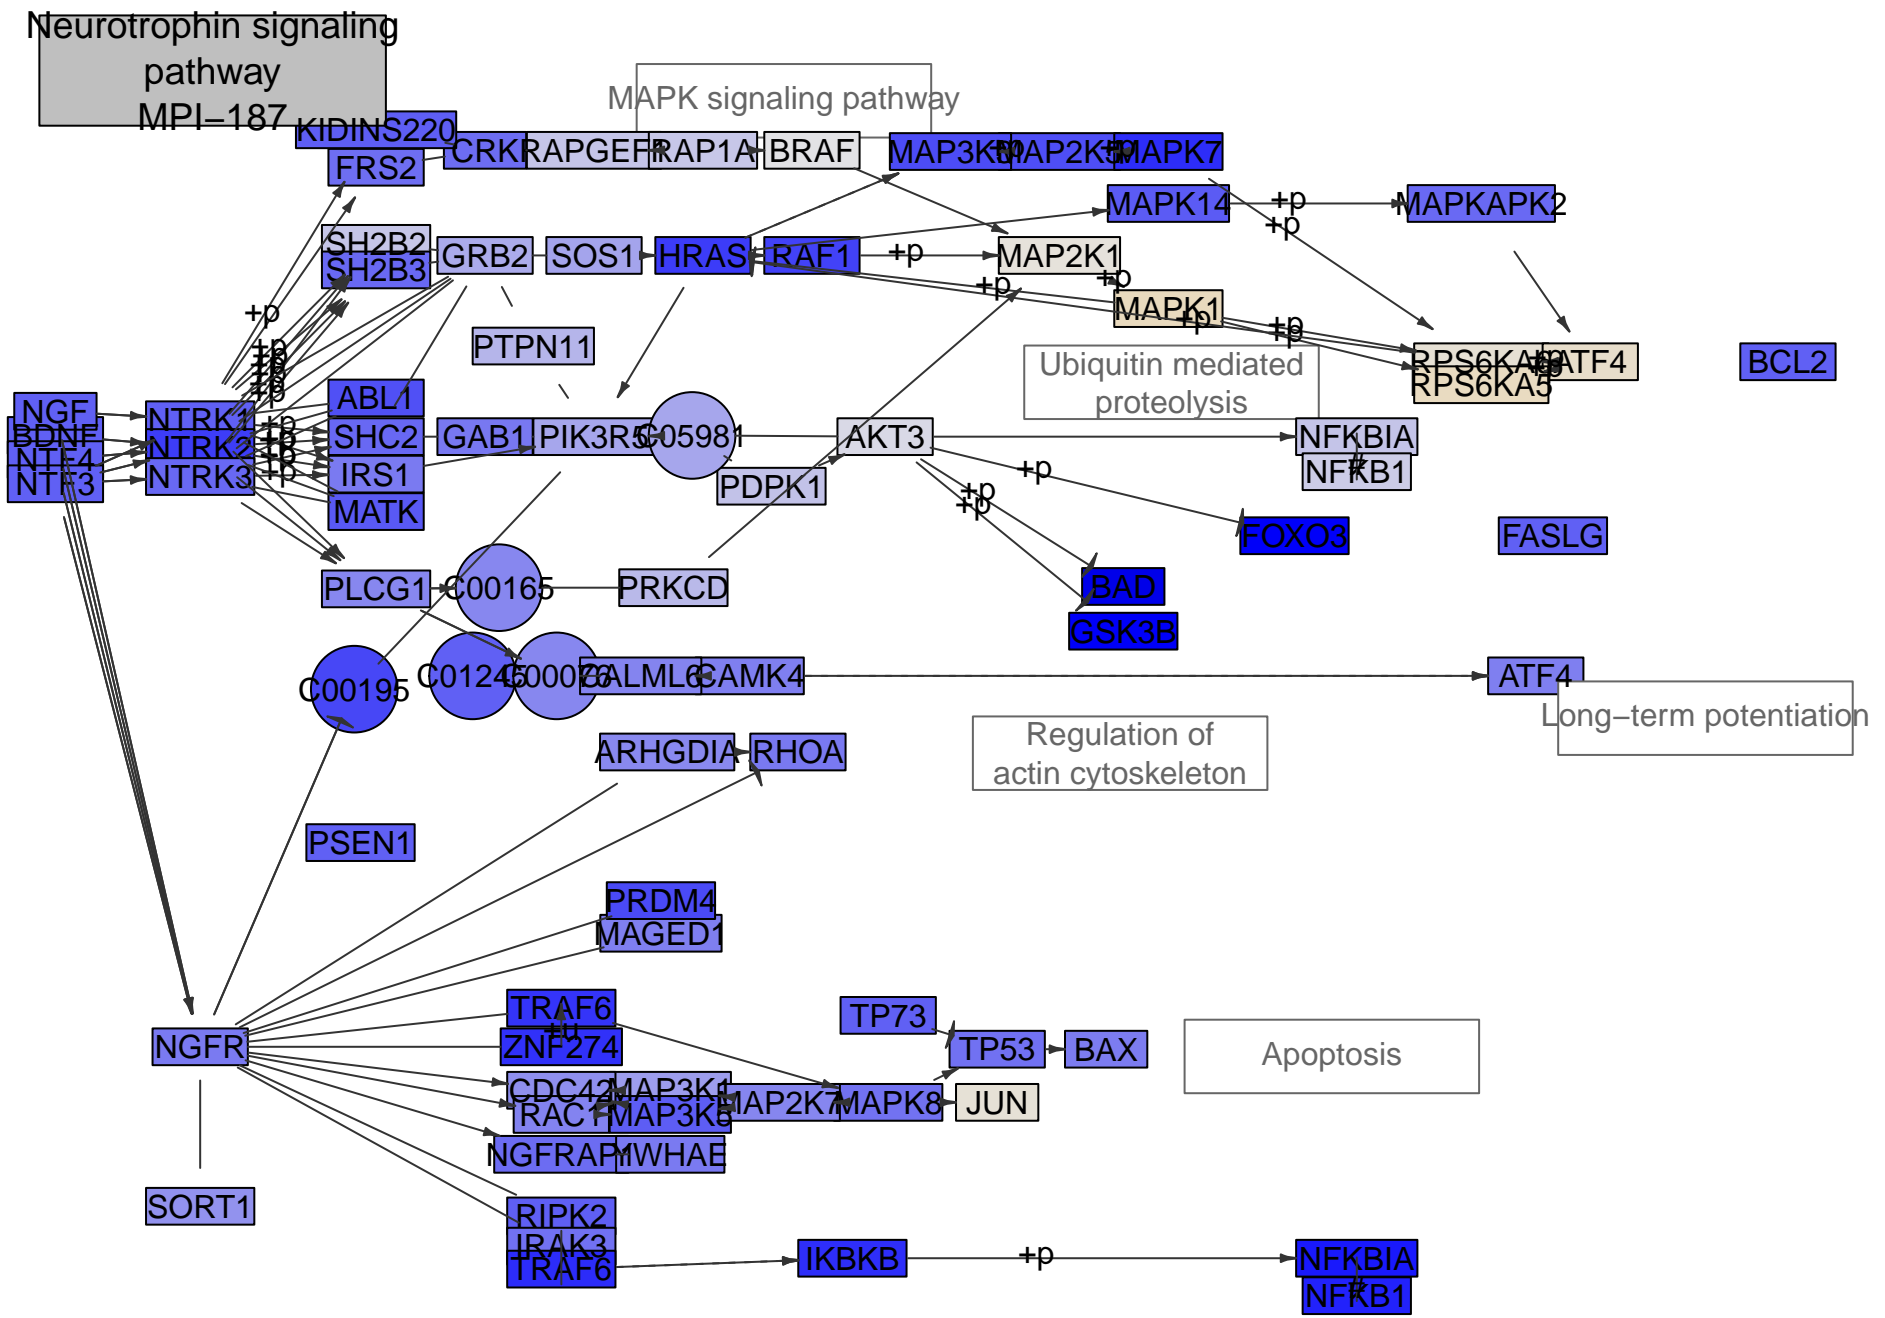 Neurotrophin signaling
pathway
MPI−187
MAPK signaling pathway
KIDINS220
FRS2
CRKL
RAPGEF1
RAP1A
BRAF
MAP3K3
+p
MAP2K5
+p
MAPK7
MAPK14
+p
MAPKAPK2
+p
SH2B2
SH2B3
GRB2
SOS1
HRAS
RAF1
+p
MAP2K1
+p
+p
MAPK1
+p
+p
+p
+p
PTPN11
Ubiquitin mediated
proteolysis
RPS6KA6
RPS6KA5
+p
+p
ATF4
BCL2
+p
+p
+p
+p
+p
NGF
BDNF
NTF4
NTF3
NTRK1
NTRK2
NTRK3
+p
+p
+p
+p
ABL1
SHC2
IRS1
MATK
GAB1
PIK3R5
C05981
AKT3
PDPK1
NFKBIA
#
NFKB1
+p
+p
+p
FOXO3
FASLG
BAD
GSK3B
PLCG1
C00165
PRKCD
C00195
C01245
C00076
CALML6
CAMK4
ATF4
Long−term potentiation
Regulation of
actin cytoskeleton
ARHGDIA
RHOA
PSEN1
PRDM4
MAGED1
TRAF6
+u
ZNF274
NGFR
CDC42
RAC1
MAP3K1
MAP3K5
MAP2K7
MAPK8
JUN
TP73
TP53
BAX
Apoptosis
NGFRAP1
YWHAE
SORT1
RIPK2
IRAK3
TRAF6
IKBKB
+p
NFKBIA
#
NFKB1